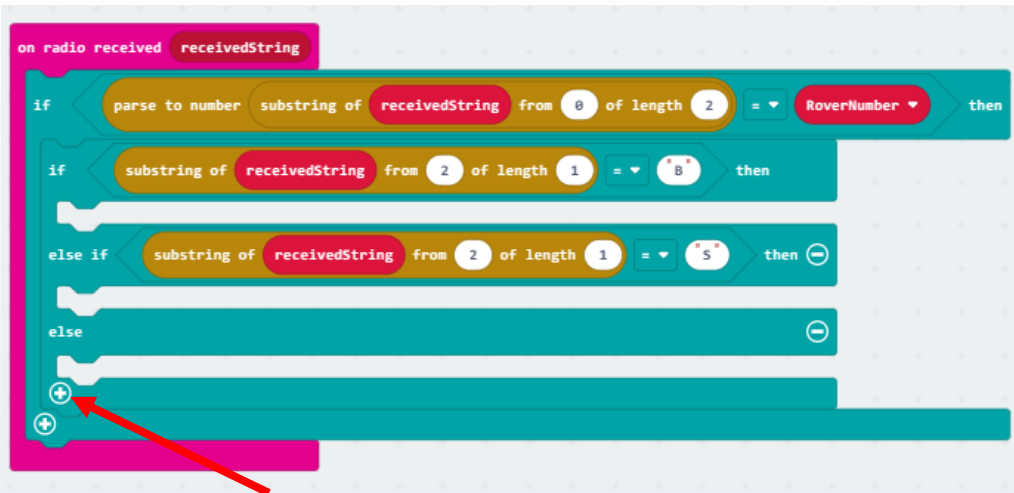 on radio received receivedString
if parse to number substring of receivedString from 0 of length 2 = RoverNumber then
if substring of receivedString from 2 of length 1 = "B" then
else if substring of receivedString from 2 of length 1 = "S" then
else